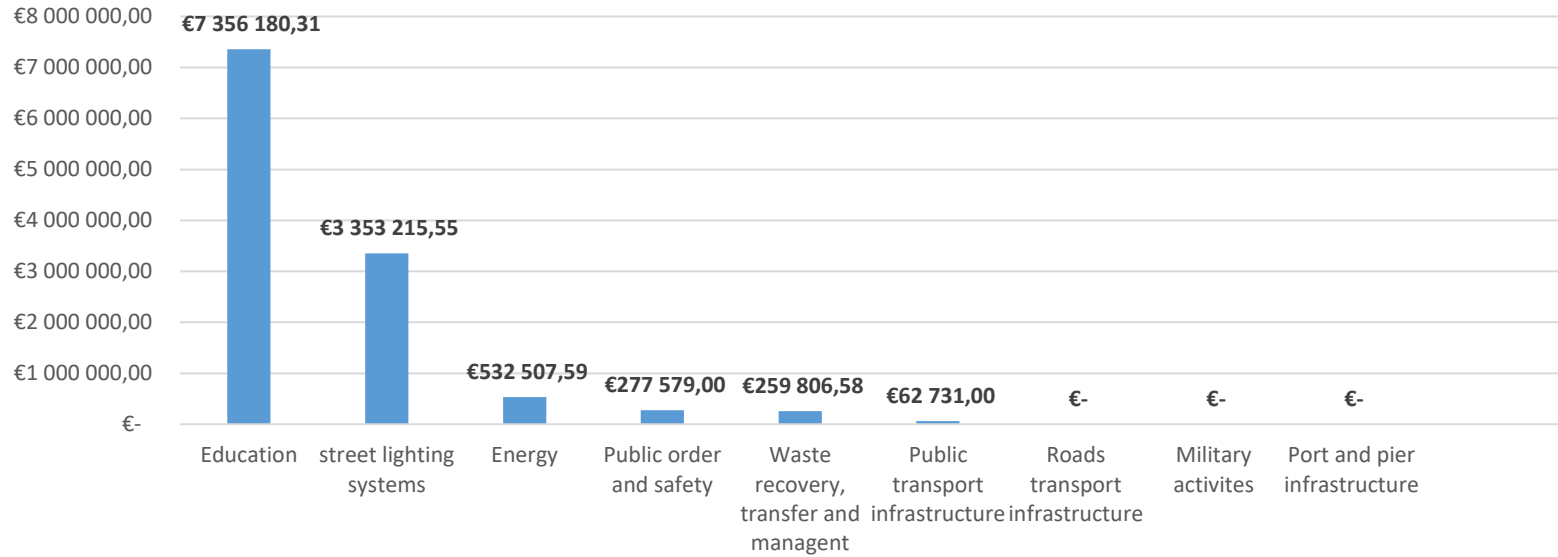 €8 000 000,00
€7 000 000,00
€6 000 000,00
€5 000 000,00
€4 000 000,00
€3 000 000,00
€2 000 000,00
€1 000 000,00
€-
€7 356 180,31
€3 353 215,55
€532 507,59
€277 579,00
€259 806,58
€62 731,00
€-
€-
€-
Education
street lighting
systems
Energy
Public order
and safety
Waste
recovery,
transfer and
managent
Public
transport
infrastructure
Roads
transport
infrastructure
Military
activites
Port and pier
infrastructure